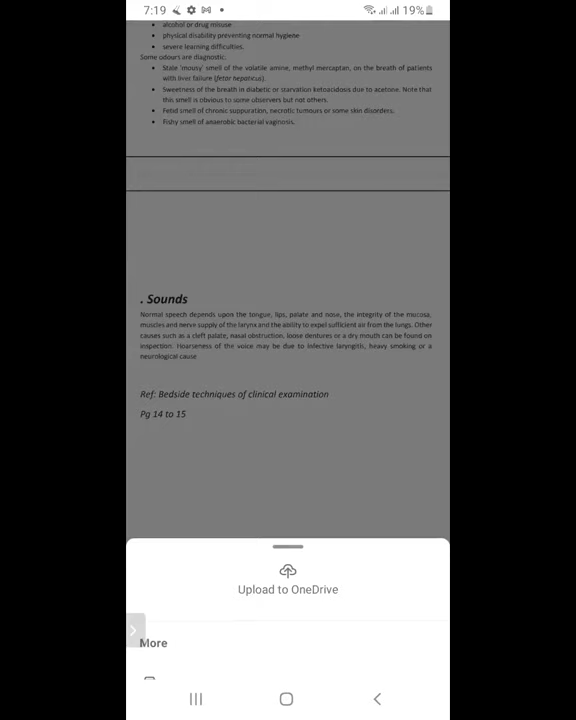 7:19
19%
• alcohol or drug misuse
• physical disability preventing normal hygiene
• severe learning difficulties.
Some odours are diagnostic.
• Stale 'mousy' smell of the volatile amine, methyl mercaptan, on the breath of patients
with liver failure (fetor hepaticus).
• Sweetness of the breath in diabetic or starvation ketoacidosis due to acetone. Note that
this smell is obvious to some observers but not others.
• Fetid smell of chronic suppuration, necrotic tumours or some skin disorders.
• Fishy smell of anaerobic bacterial vaginosis.
. Sounds
Normal speech depends upon the tongue, lips, palate and nose, the integrity of the mucosa,
muscles and nerve supply of the larynx and the ability to expel sufficient air from the lungs. Other
causes such as a cleft palate, nasal obstruction, loose dentures or a dry mouth can be found on
inspection. Hoarseness of the voice may be due to infective laryngitis, heavy smoking or a
neurological cause
Ref: Bedside techniques of clinical examination
Pg 14 to 15
Upload to OneDrive
More